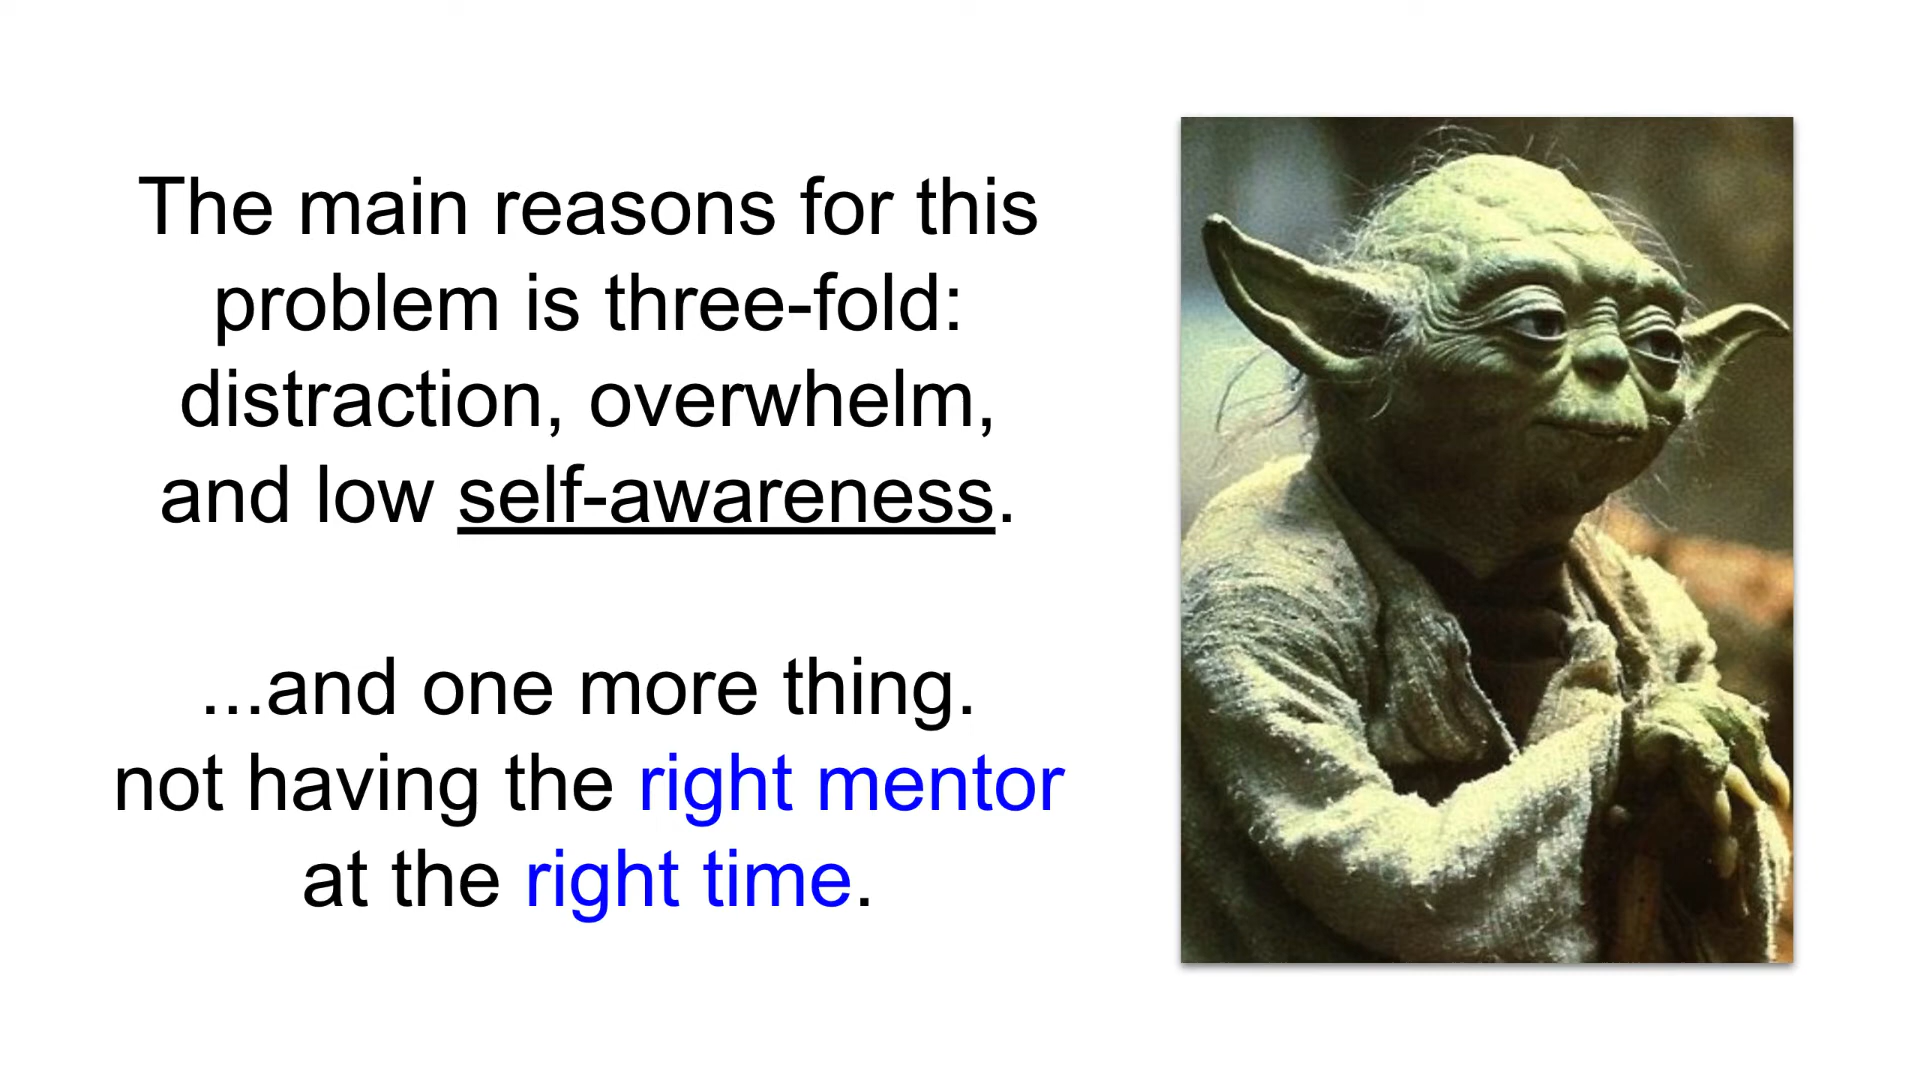 The main reasons for this
problem is three-fold:
distraction, overwhelm,
and low self-awareness.
...and one more thing.
not having the right mentor
at the right time.